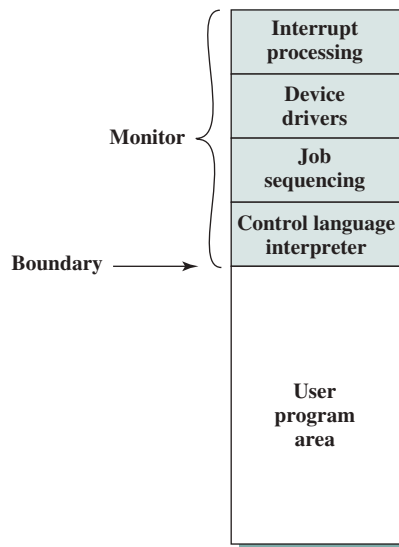 Interrupt
processing
Device
drivers
Monitor
Job
sequencing
Control language
interpreter
Boundary
User
program
area